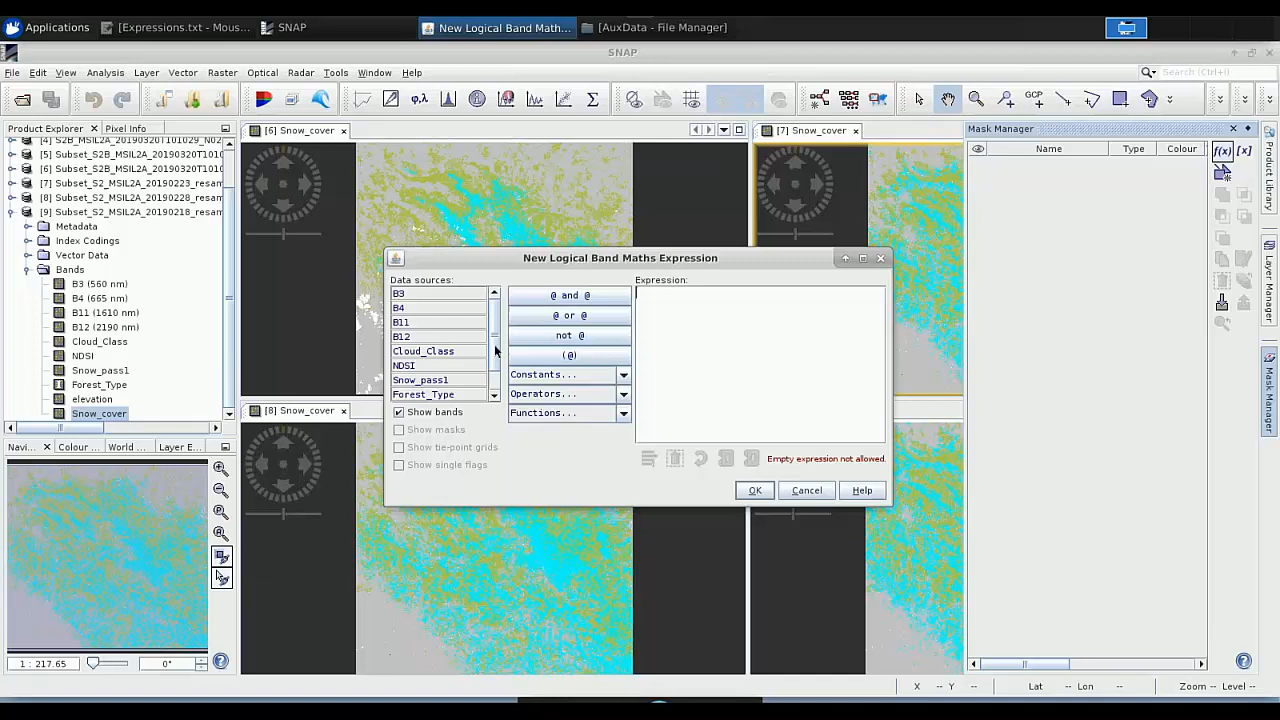 Applications
[Expressions.txt - Mous...
SNAP
New Logical Band Math...
[AuxData - File Manager]
SNAP
File Edit View Analysis Layer Vector Raster Optical Radar Tools Window Help
Search (Ctrl+I)
φ,λ
Σ
GCP
Product Explorer
Pixel Info
[6] Snow_cover
[7] Snow_cover
Mask Manager
[4] S2B_MSIL2A_20190320T101029_N02
[5] Subset_S2B_MSIL2A_20190320T101
[6] Subset_S2B_MSIL2A_20190320T101
[7] Subset_S2_MSIL2A_20190223_resam
[8] Subset_S2_MSIL2A_20190228_resam
[9] Subset_S2_MSIL2A_20190218_resam
Metadata
Index Codings
Vector Data
Bands
B3 (560 nm)
B4 (665 nm)
B11 (1610 nm)
B12 (2190 nm)
Cloud_Class
NDSI
Snow_pass1
Forest_Type
elevation
Snow_cover
Name Type Colour
f(x) [x]
Product Library
Layer Manager
Mask Manager
New Logical Band Maths Expression
Data sources:
Expression:
B3
B4
B11
B12
Cloud_Class
NDSI
Snow_pass1
Forest_Type
@ and @
@ or @
not @
(@)
Constants...
Operators...
Functions...
Show bands
Show masks
Show tie-point grids
Show single flags
Empty expression not allowed.
OK Cancel Help
[8] Snow_cover
Navi...
Colour ...
World ...
Layer E...
1 : 217.65
0°
X -- Y --
Lat -- Lon --
Zoom -- Level --